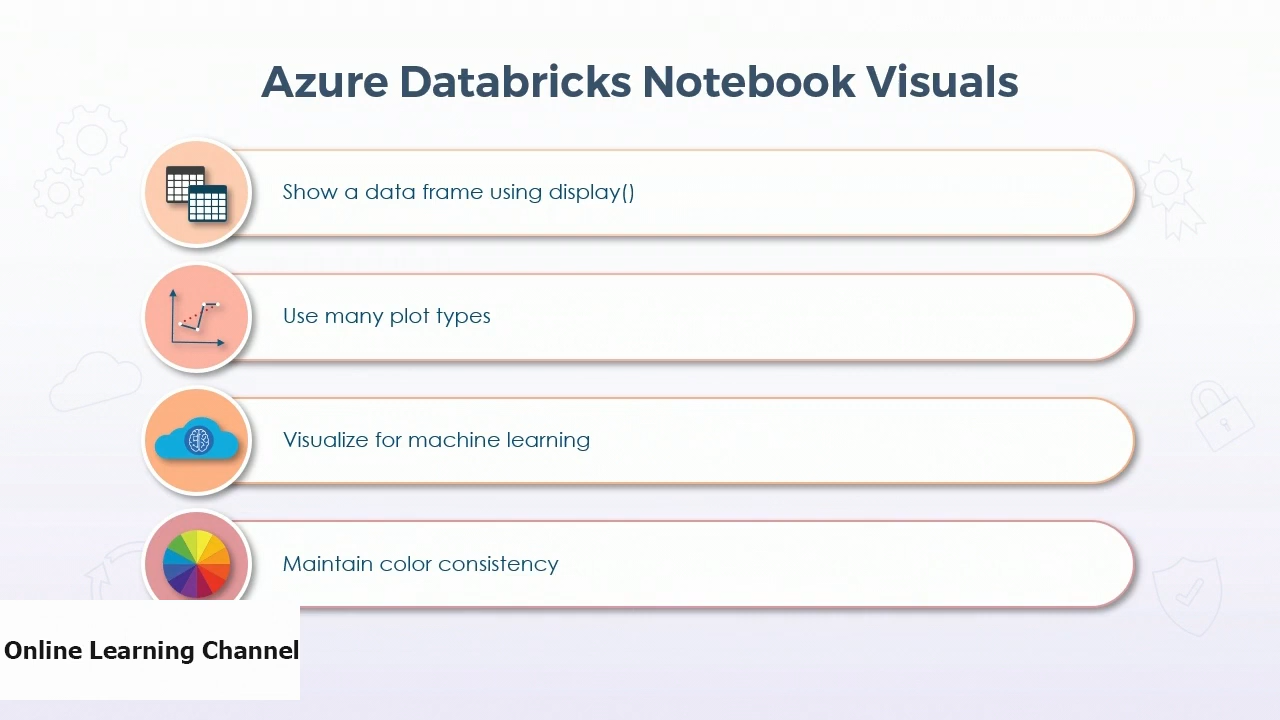 Azure Databricks Notebook Visuals
Show a data frame using display()
Use many plot types
Visualize for machine learning
Maintain color consistency
Online Learning Channel